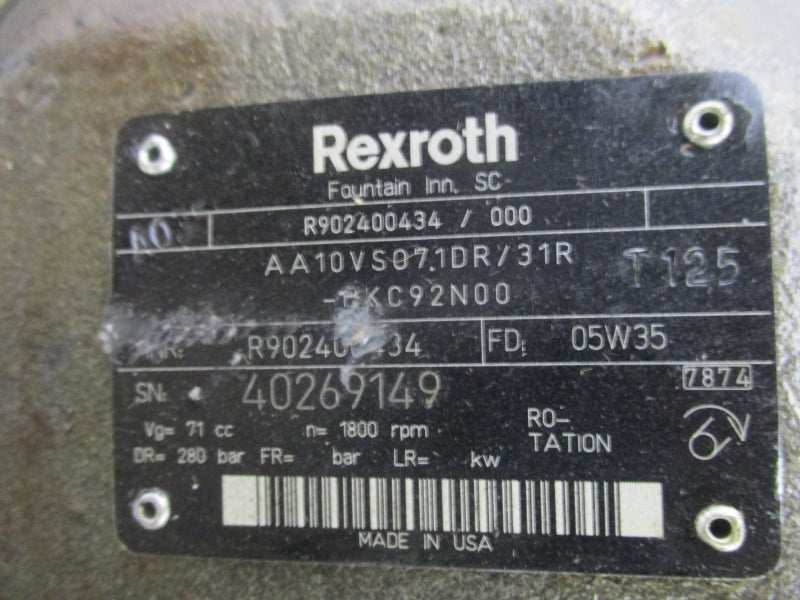 Rexroth
Fountain Inn, SC
R902400434 / 000
AA10VSO71DR/31R
T125
KC92N00
FD: 05W35
SN: 40269149
7874
Vg= 71 cc n= 1800 rpm
RO-
TATION
DR= 280 bar FR= bar LR= kw
MADE IN USA